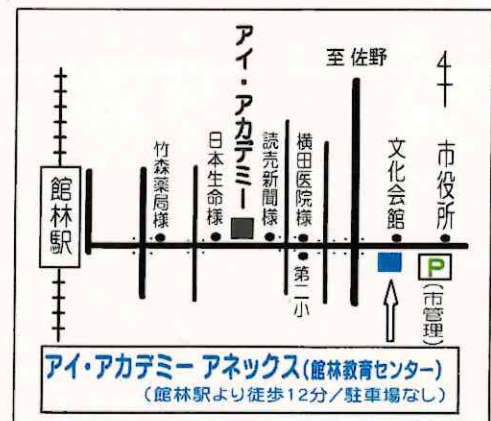 アイ・アカデミー
至 佐野
4
館林駅
竹森薬局様
日本生命様
読売新聞様
横田医院様
第二小
文化会館
市役所
P
(市管理)
アイ・アカデミー アネックス(館林教育センター)
(館林駅より徒歩12分/駐車場なし)